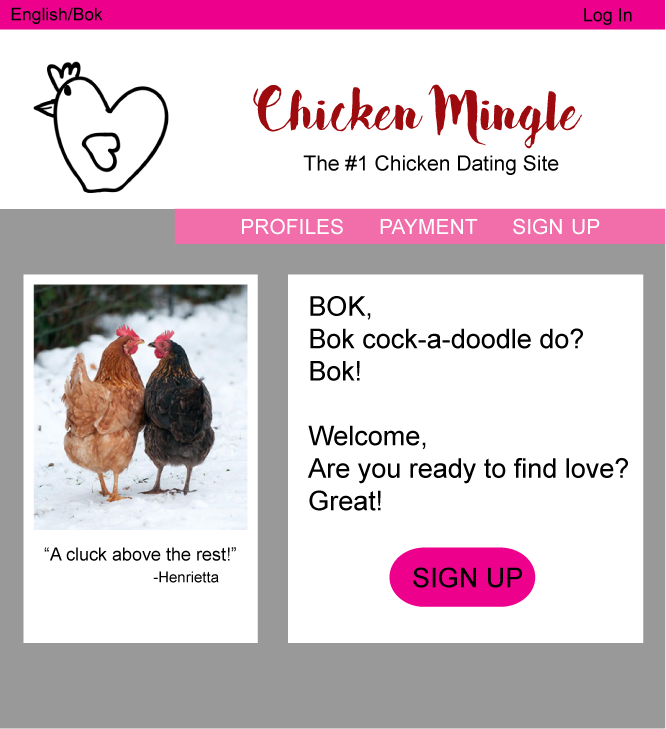 English/Bok
Log In
Chicken Mingle
The #1 Chicken Dating Site
PROFILES PAYMENT SIGN UP
“A cluck above the rest!”
-Henrietta
BOK,
Bok cock-a-doodle do?
Bok!
Welcome,
Are you ready to find love?
Great!
SIGN UP